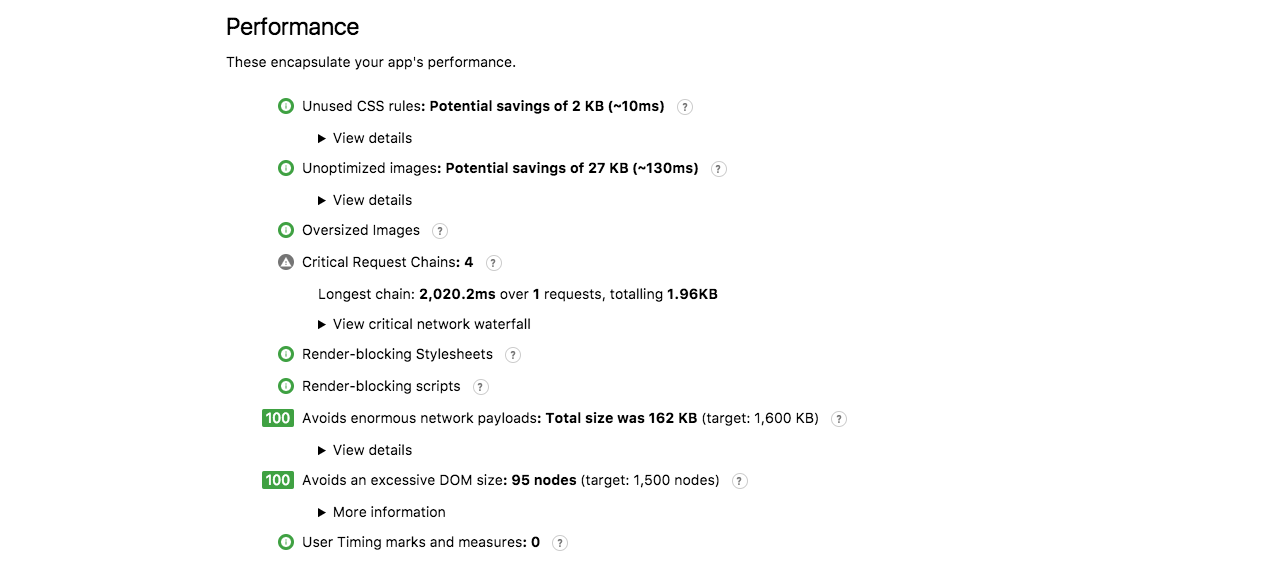 Performance
These encapsulate your app's performance.
Unused CSS rules: Potential savings of 2 KB (~10ms) ?
▶ View details
Unoptimized images: Potential savings of 27 KB (~130ms) ?
▶ View details
Oversized Images ?
Critical Request Chains: 4 ?
Longest chain: 2,020.2ms over 1 requests, totalling 1.96KB
▶ View critical network waterfall
Render-blocking Stylesheets ?
Render-blocking scripts ?
100 Avoids enormous network payloads: Total size was 162 KB (target: 1,600 KB) ?
▶ View details
100 Avoids an excessive DOM size: 95 nodes (target: 1,500 nodes) ?
▶ More information
User Timing marks and measures: 0 ?